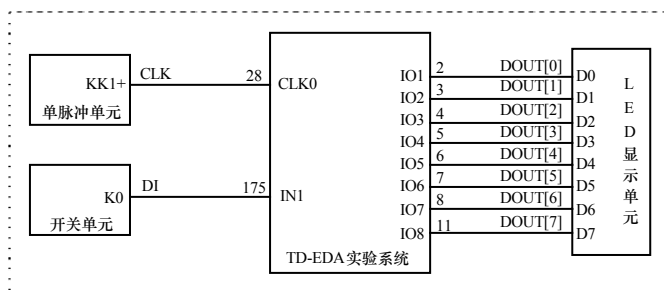 KK1+ CLK 28 CLK0
单脉冲单元
K0 DI 175 IN1
开关单元
IO1 2 DOUT[0] D0
IO2 3 DOUT[1] D1
IO3 4 DOUT[2] D2
IO4 5 DOUT[3] D3
IO5 6 DOUT[4] D4
IO6 7 DOUT[5] D5
IO7 8 DOUT[6] D6
IO8 11 DOUT[7] D7
TD-EDA实验系统
LED显示单元